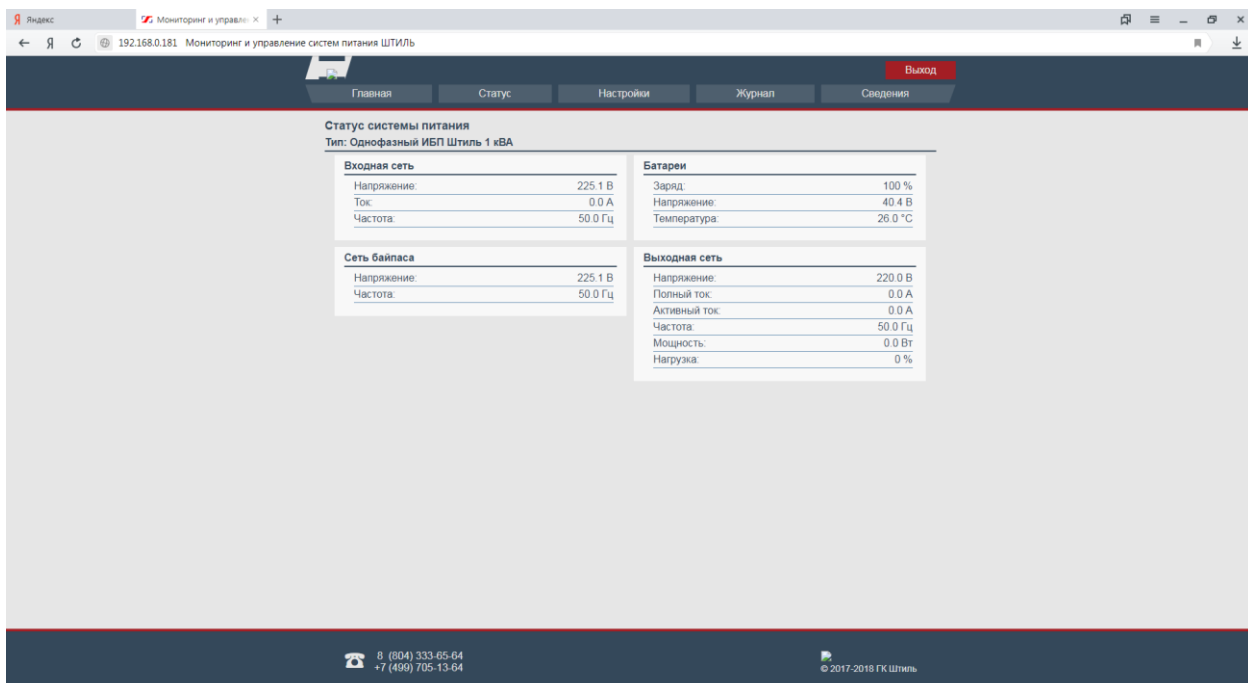 Я Яндекс
Мониторинг и управле
Я 192.168.0.181 Мониторинг и управление систем питания ШТИЛЬ
Выход
Главная Статус Настройки Журнал Сведения
Статус системы питания
Тип: Однофазный ИБП Штиль 1 кВА
Входная сеть
Напряжение: 225.1 В
Ток: 0.0 А
Частота: 50.0 Гц
Батареи
Заряд: 100 %
Напряжение: 40.4 В
Температура: 26.0 °C
Сеть байпаса
Напряжение: 225.1 В
Частота: 50.0 Гц
Выходная сеть
Напряжение: 220.0 В
Полный ток: 0.0 А
Активный ток: 0.0 А
Частота: 50.0 Гц
Мощность: 0.0 Вт
Нагрузка: 0 %
8 (804) 333-65-64
+7 (499) 705-13-64
© 2017-2018 ГК Штиль